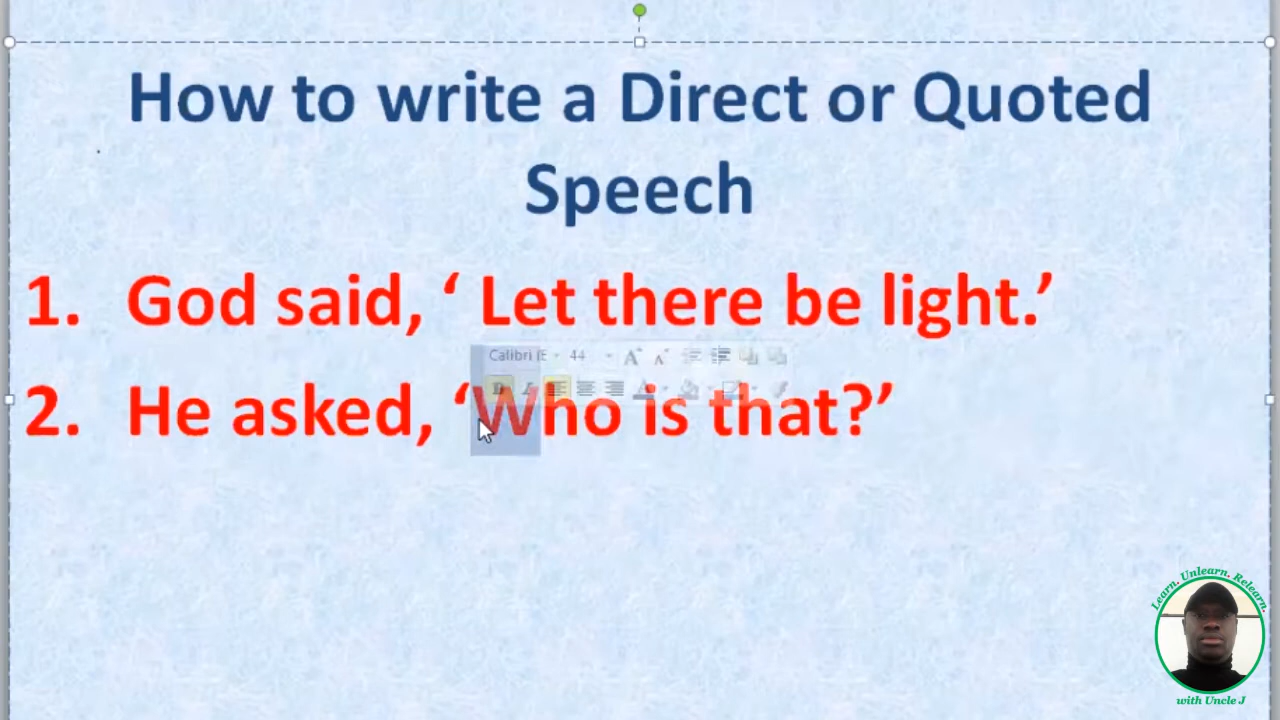 How to write a Direct or Quoted
Speech
1. God said, ‘ Let there be light.’
Calibri (E 44
2. He asked, ‘Who is that?’
Learn. Unlearn. Relearn.
with Uncle J